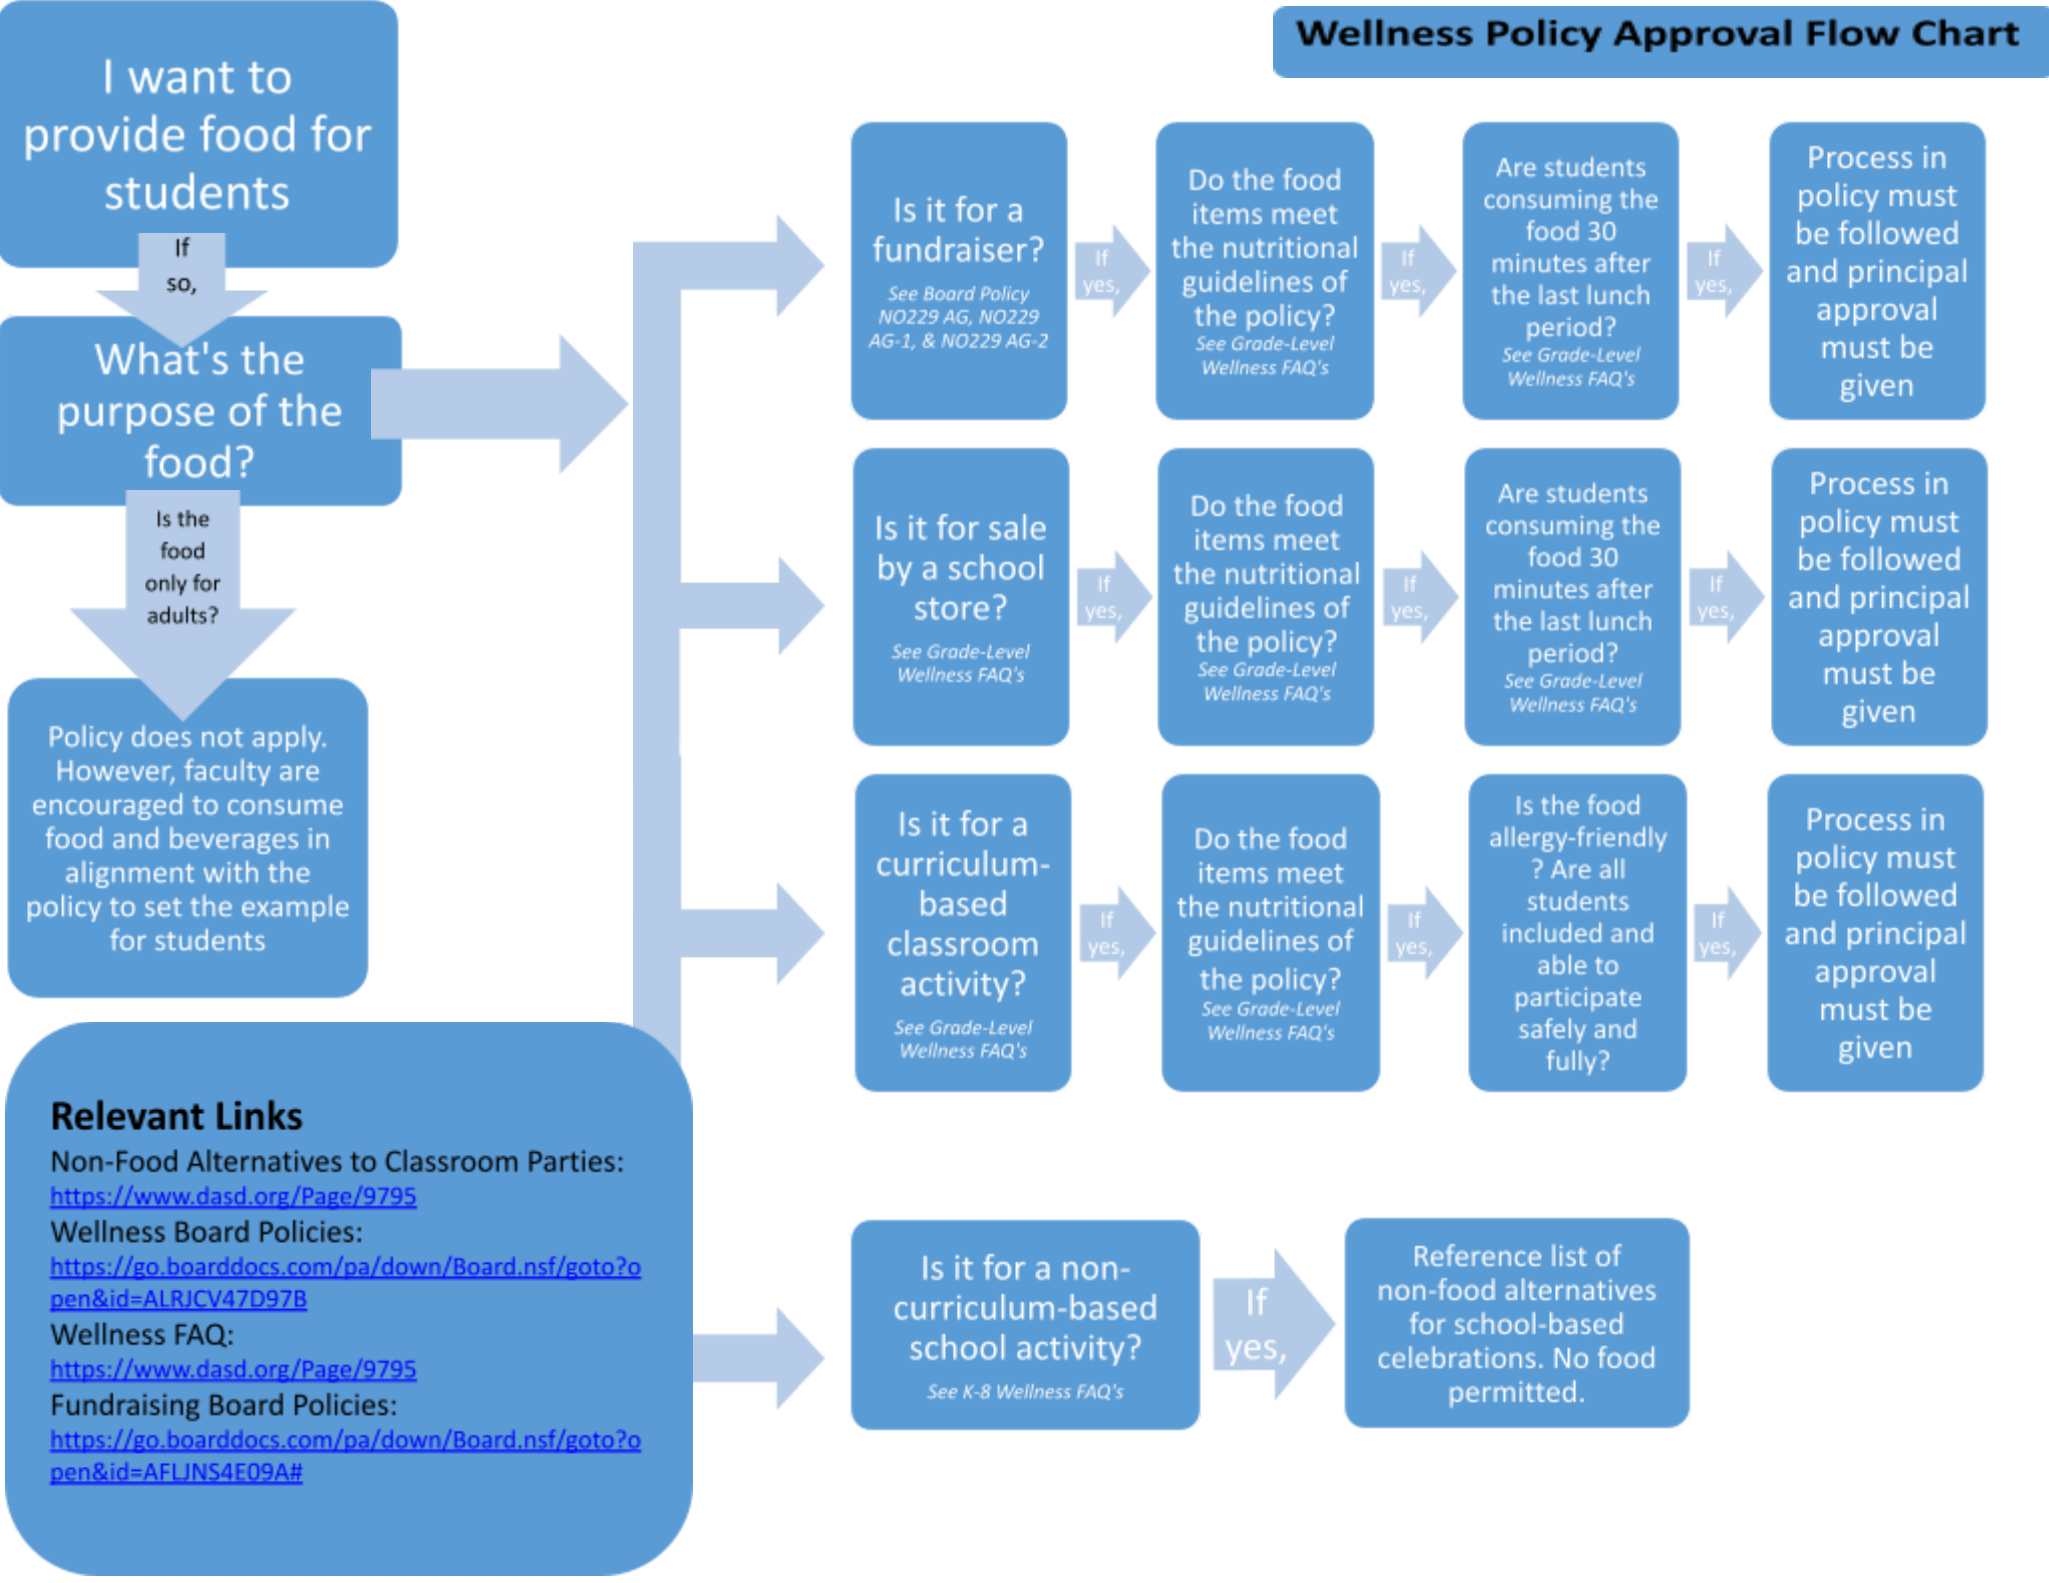 Wellness Policy Approval Flow Chart
I want to
provide food for
students
If
so,
What's the
purpose of the
food?
Is the
food
only for
adults?
Policy does not apply.
However, faculty are
encouraged to consume
food and beverages in
alignment with the
policy to set the example
for students
Is it for a
fundraiser?
See Board Policy
NO229 AG, NO229
AG-1, & NO229 AG-2
If
yes,
Do the food
items meet
the nutritional
guidelines of
the policy?
See Grade-Level
Wellness FAQ's
If
yes,
Are students
consuming the
food 30
minutes after
the last lunch
period?
See Grade-Level
Wellness FAQ's
If
yes,
Process in
policy must
be followed
and principal
approval
must be
given
Is it for sale
by a school
store?
See Grade-Level
Wellness FAQ's
If
yes,
Do the food
items meet
the nutritional
guidelines of
the policy?
See Grade-Level
Wellness FAQ's
If
yes,
Are students
consuming the
food 30
minutes after
the last lunch
period?
See Grade-Level
Wellness FAQ's
If
yes,
Process in
policy must
be followed
and principal
approval
must be
given
Is it for a
curriculum-
based
classroom
activity?
See Grade-Level
Wellness FAQ's
If
yes,
Do the food
items meet
the nutritional
guidelines of
the policy?
See Grade-Level
Wellness FAQ's
If
yes,
Is the food
allergy-friendly
? Are all
students
included and
able to
participate
safely and
fully?
If
yes,
Process in
policy must
be followed
and principal
approval
must be
given
Is it for a non-
curriculum-based
school activity?
See K-8 Wellness FAQ's
If
yes,
Reference list of
non-food alternatives
for school-based
celebrations. No food
permitted.
Relevant Links
Non-Food Alternatives to Classroom Parties:
https://www.dasd.org/Page/9795
Wellness Board Policies:
https://go.boarddocs.com/pa/down/Board.nsf/goto?o
pen&id=ALRJCV47D97B
Wellness FAQ:
https://www.dasd.org/Page/9795
Fundraising Board Policies:
https://go.boarddocs.com/pa/down/Board.nsf/goto?o
pen&id=AFLJNS4E09A#